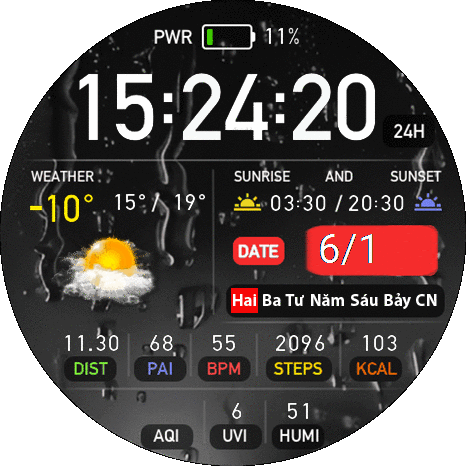 PWR 11%
15:24:20
24H
WEATHER
-10° 15°/ 19°
SUNRISE AND SUNSET
03:30 / 20:30
DATE 6/1
Hai Ba Tư Năm Sáu Bảy CN
11.30 68 55 2096 103
DIST PAI BPM STEPS KCAL
6 51
AQI UVI HUMI